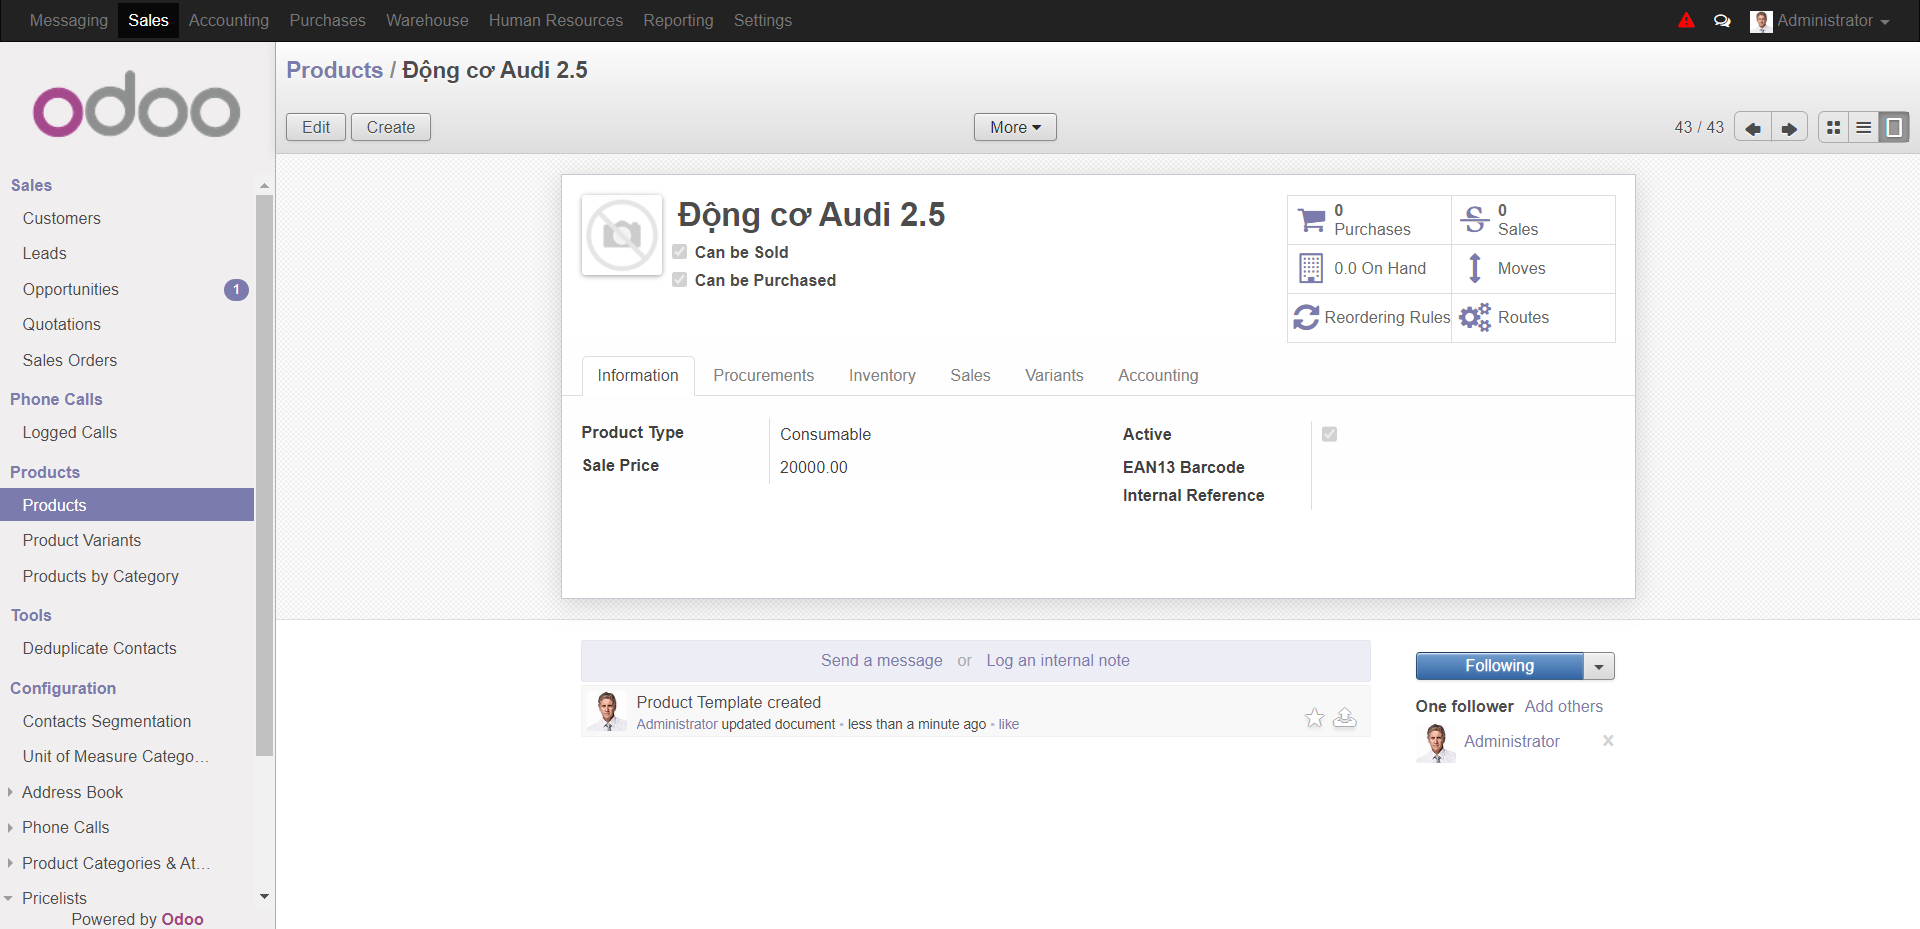 Messaging Sales Accounting Purchases Warehouse Human Resources Reporting Settings Administrator
odoo
Sales
Customers
Leads
Opportunities 1
Quotations
Sales Orders
Phone Calls
Logged Calls
Products
Products
Product Variants
Products by Category
Tools
Deduplicate Contacts
Configuration
Contacts Segmentation
Unit of Measure Catego...
Address Book
Phone Calls
Product Categories & At...
Pricelists
Powered by Odoo
Products / Động cơ Audi 2.5
Edit Create More 43 / 43
Động cơ Audi 2.5
Can be Sold
Can be Purchased
0
Purchases
0
Sales
0.0 On Hand
Moves
Reordering Rules
Routes
Information Procurements Inventory Sales Variants Accounting
Product Type Consumable
Sale Price 20000.00
Active
EAN13 Barcode
Internal Reference
Send a message or Log an internal note
Product Template created
Administrator updated document • less than a minute ago • like
Following
One follower Add others
Administrator